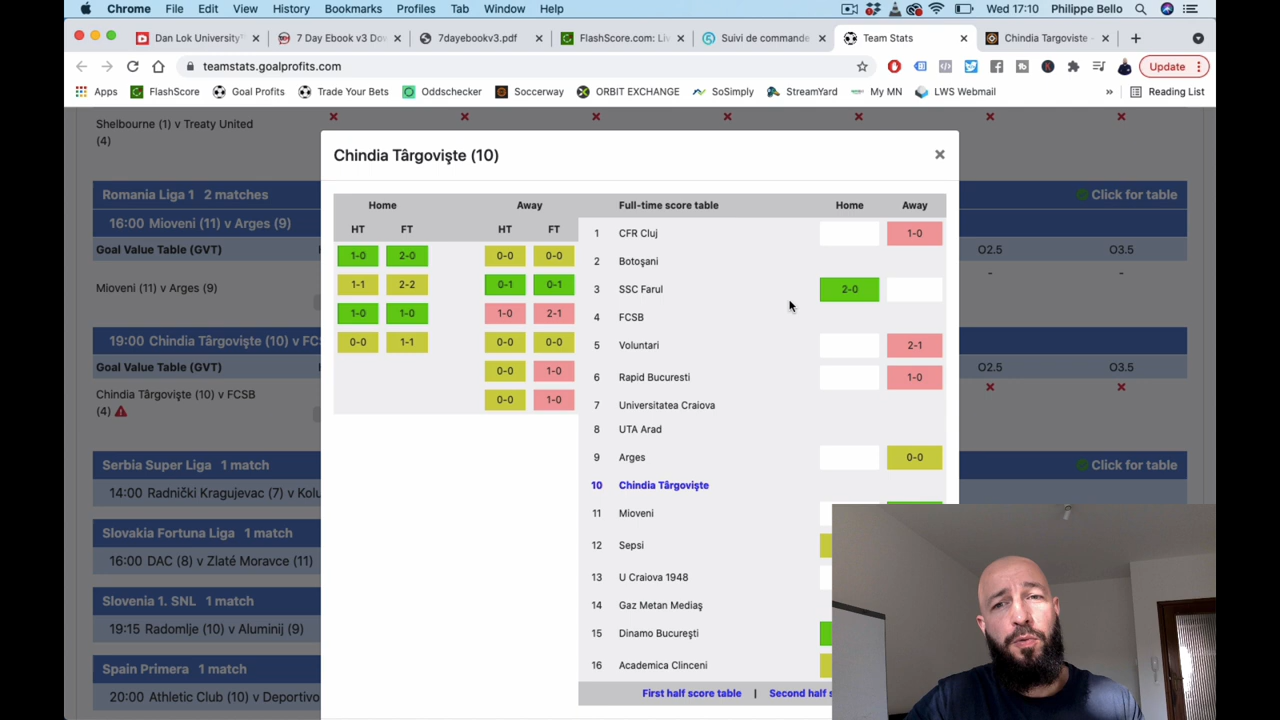 Chrome File Edit View History Bookmarks Profiles Tab Window Help Wed 17:10 Philippe Bello
Dan Lok University 7 Day Ebook v3 Dov 7dayebookv3.pdf FlashScore.com: Liv Suivi de commande Team Stats Chindia Targoviste -
teamstats.goalprofits.com Update
Apps FlashScore Goal Profits Trade Your Bets Oddschecker Soccerway ORBIT EXCHANGE SoSimply StreamYard My MN LWS Webmail » Reading List
Shelbourne (1) v Treaty United
(4)
Romania Liga 1 2 matches Click for table
16:00 Mioveni (11) v Arges (9)
Goal Value Table (GVT) O2.5 O3.5
Mioveni (11) v Arges (9) - -
19:00 Chindia Târgovişte (10) v FC
Goal Value Table (GVT) O2.5 O3.5
Chindia Târgovişte (10) v FCSB
(4)
Serbia Super Liga 1 match Click for table
14:00 Radnički Kragujevac (7) v Kolu
Slovakia Fortuna Liga 1 match
16:00 DAC (8) v Zlaté Moravce (11)
Slovenia 1. SNL 1 match
19:15 Radomlje (10) v Aluminij (9)
Spain Primera 1 match
20:00 Athletic Club (10) v Deportivo
Chindia Târgovişte (10) ×
Home Away
HT FT HT FT
1-0 2-0 0-0 0-0
1-1 2-2 0-1 0-1
1-0 1-0 1-0 2-1
0-0 1-1 0-0 0-0
0-0 1-0
0-0 1-0
Full-time score table Home Away
1 CFR Cluj 1-0
2 Botoşani
3 SSC Farul 2-0
4 FCSB
5 Voluntari 2-1
6 Rapid Bucuresti 1-0
7 Universitatea Craiova
8 UTA Arad
9 Arges 0-0
10 Chindia Târgovişte
11 Mioveni
12 Sepsi
13 U Craiova 1948
14 Gaz Metan Mediaş
15 Dinamo Bucureşti
16 Academica Clinceni
First half score table | Second half s